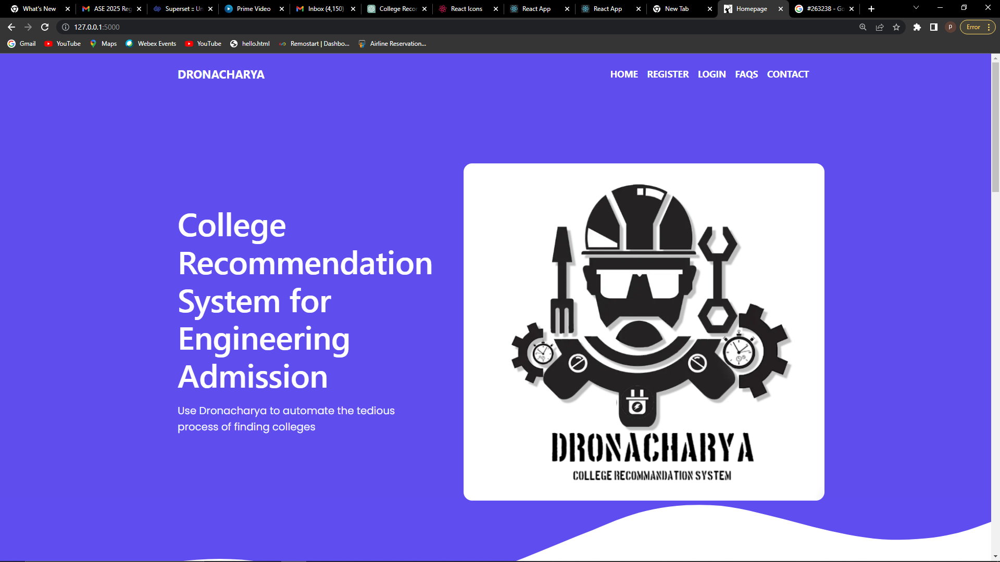 What's New
ASE 2025 Reg
Superset :: Un
Prime Video
Inbox (4,150)
College Recor
React Icons
React App
React App
New Tab
Homepage
#263238 - Go
127.0.0.1:5000
P
Error
Gmail
YouTube
Maps
Webex Events
YouTube
hello.html
Remostart | Dashbo...
Airline Reservation...
DRONACHARYA
HOME REGISTER LOGIN FAQS CONTACT
College
Recommendation
System for
Engineering
Admission
Use Dronacharya to automate the tedious
process of finding colleges
DRONACHARYA
COLLEGE RECOMMANDATION SYSTEM